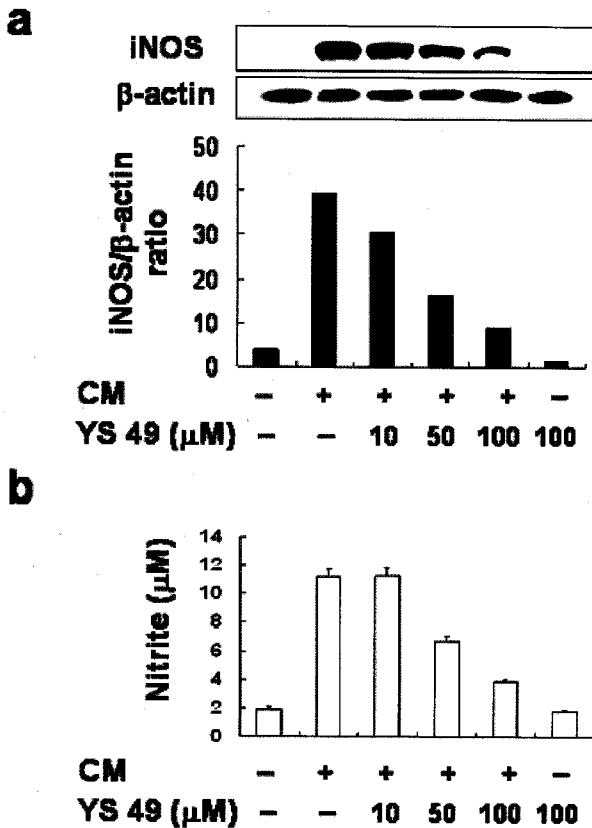 a
iNOS
β-actin
iNOS/β-actin
ratio
50
40
30
20
10
0
CM – + + + + –
YS 49 (μM) – – 10 50 100 100
b
Nitrite (μM)
14
12
10
8
6
4
2
0
CM – + + + + –
YS 49 (μM) – – 10 50 100 100